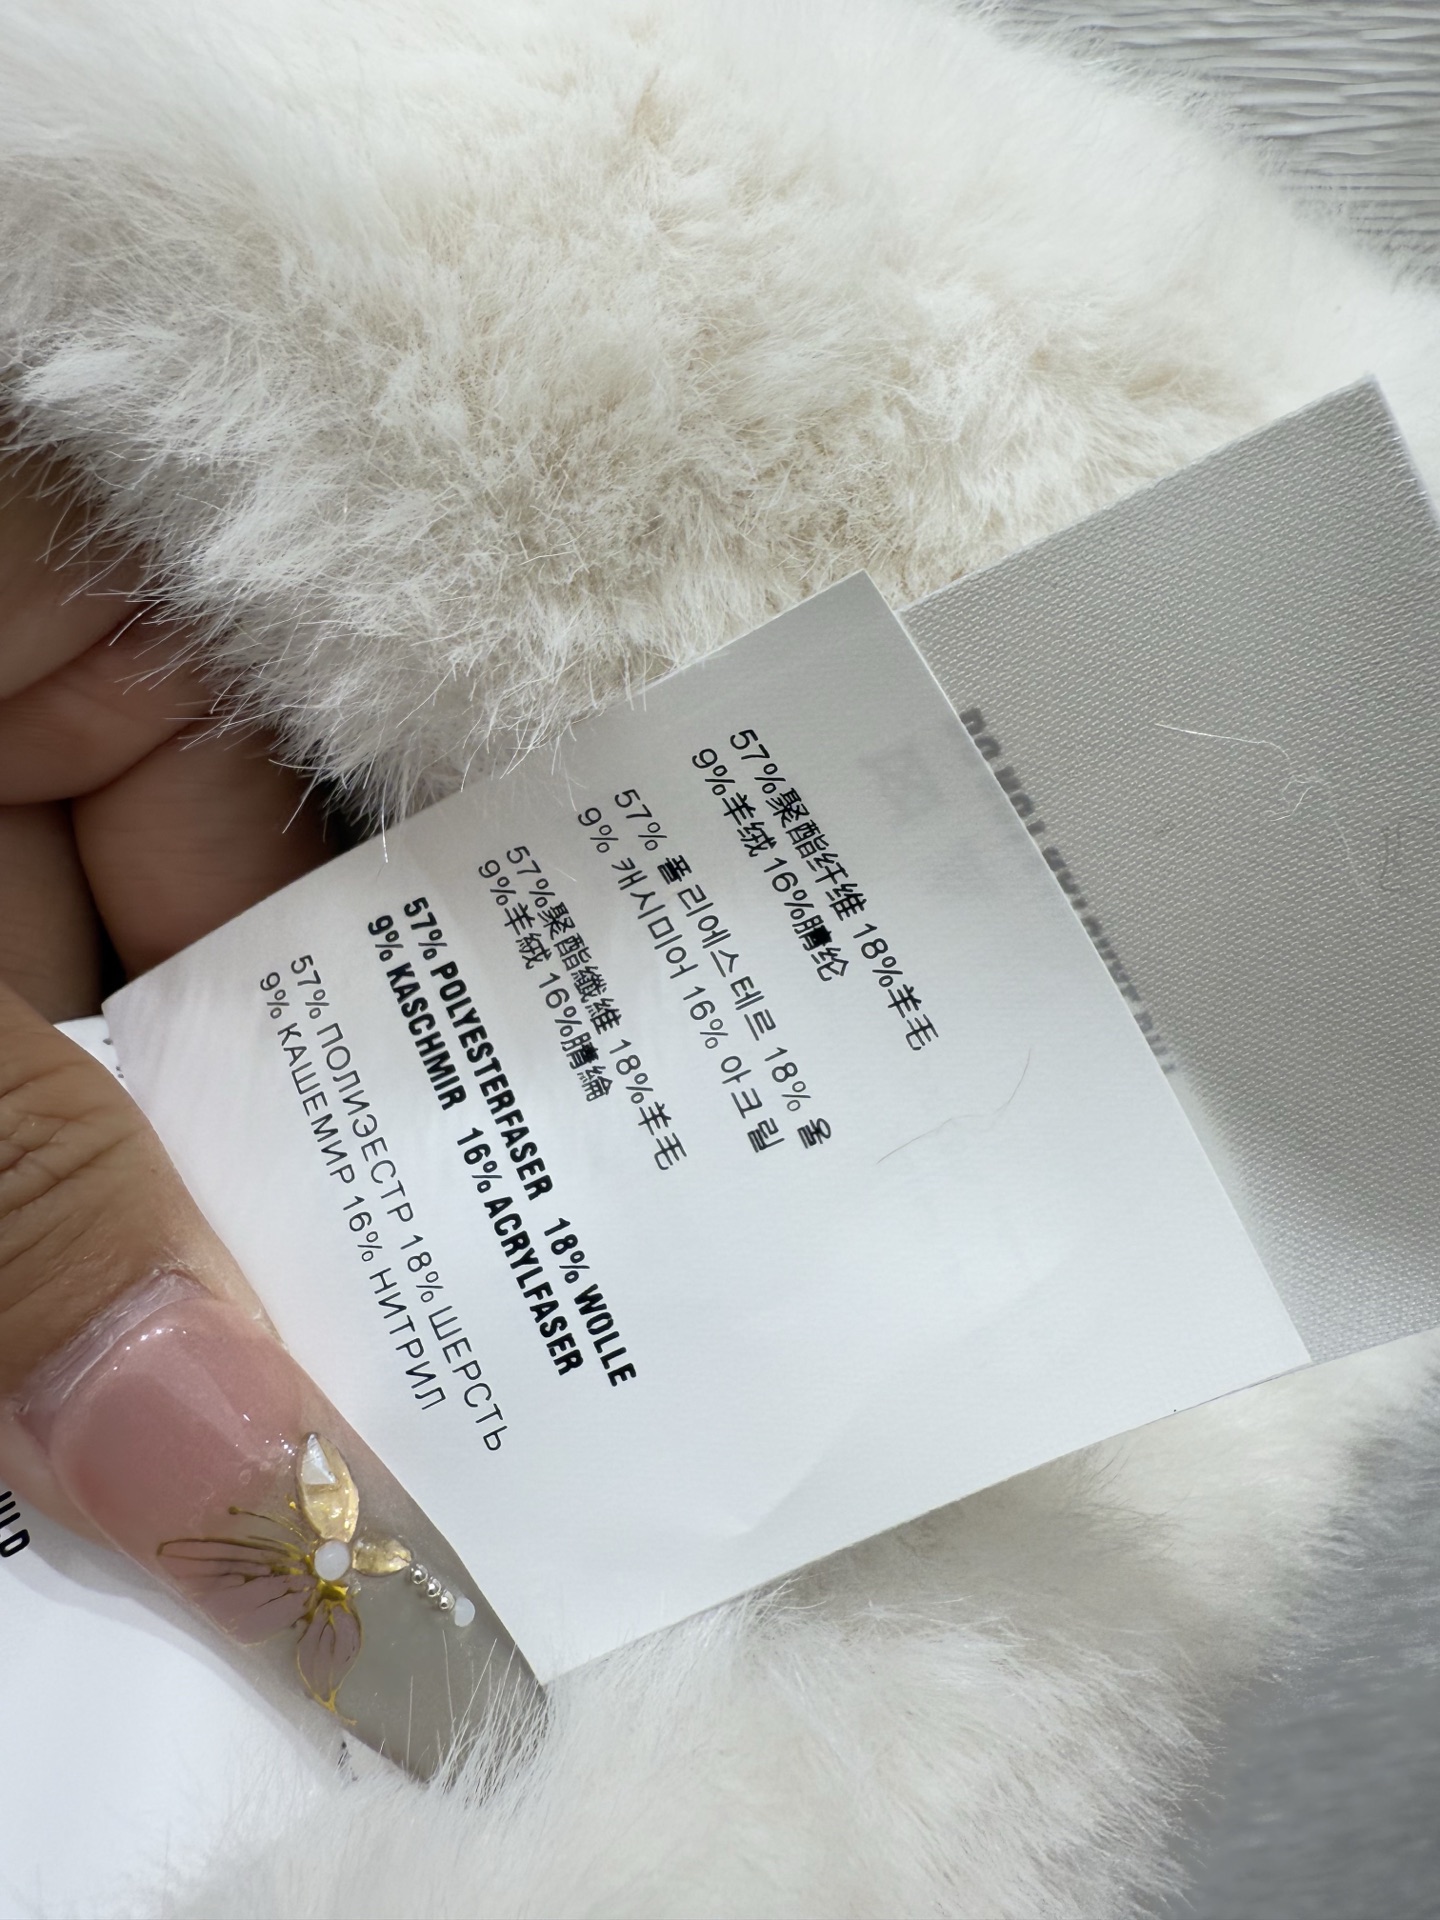 57%聚酯纤维 18%羊毛
9%羊绒 16%腈纶
57% 폴리에스테르 18% 울
9% 캐시미어 16% 아크릴
57%聚酯纖維 18%羊毛
9%羊絨 16%腈綸
57% POLYESTERFASER 18% WOLLE
9% KASCHMIR 16% ACRYLFASER
57% ПОЛИЭСТР 18% ШЕРСТЬ
9% КАШЕМИР 16% НИТРИЛ